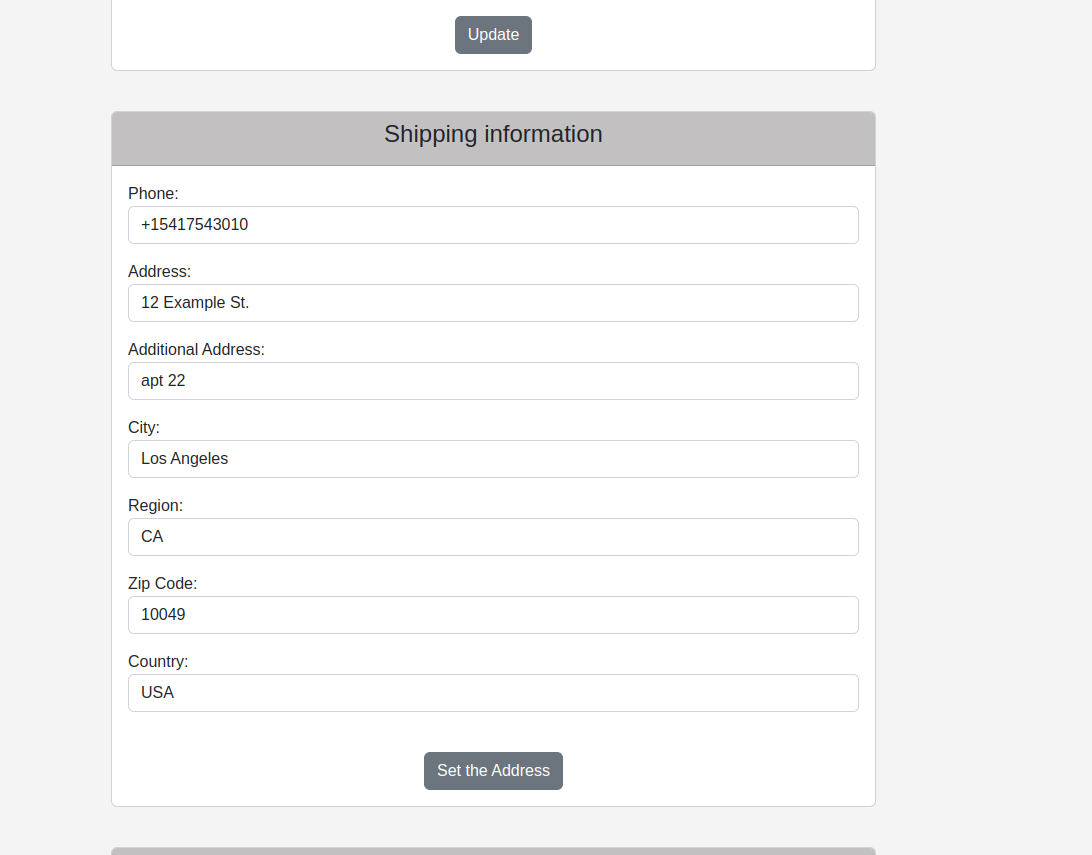 Update
Shipping information
Phone:
+15417543010
Address:
12 Example St.
Additional Address:
apt 22
City:
Los Angeles
Region:
CA
Zip Code:
10049
Country:
USA
Set the Address